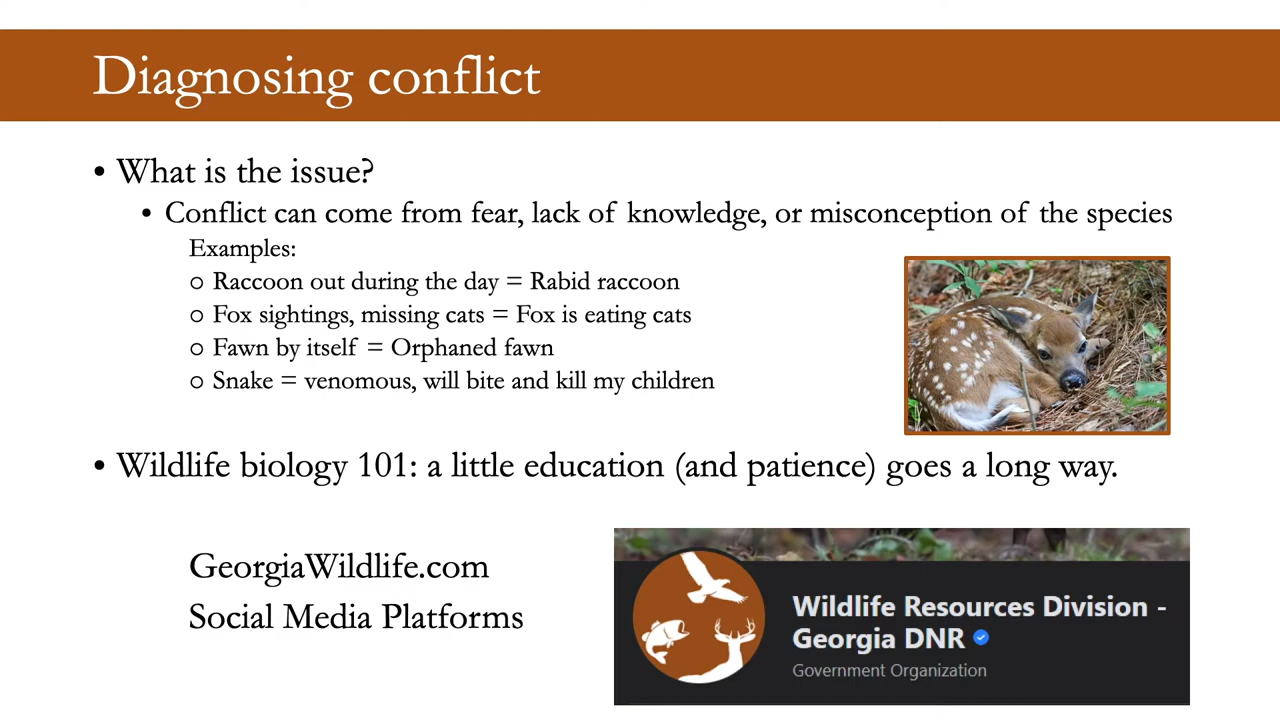 Diagnosing conflict
• What is the issue?
• Conflict can come from fear, lack of knowledge, or misconception of the species
Examples:
○ Raccoon out during the day = Rabid raccoon
○ Fox sightings, missing cats = Fox is eating cats
○ Fawn by itself = Orphaned fawn
○ Snake = venomous, will bite and kill my children
• Wildlife biology 101: a little education (and patience) goes a long way.
GeorgiaWildlife.com
Social Media Platforms
Wildlife Resources Division -
Georgia DNR
Government Organization